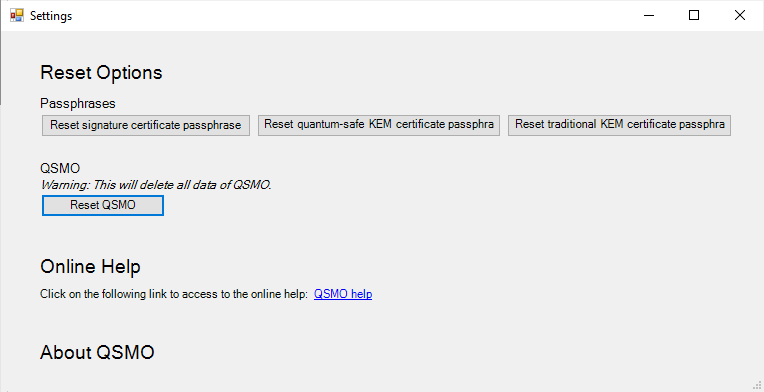 Settings
Reset Options
Passphrases
Reset signature certificate passphrase Reset quantum-safe KEM certificate passphra Reset traditional KEM certificate passphra
QSMO
Warning: This will delete all data of QSMO.
Reset QSMO
Online Help
Click on the following link to access to the online help: QSMO help
About QSMO